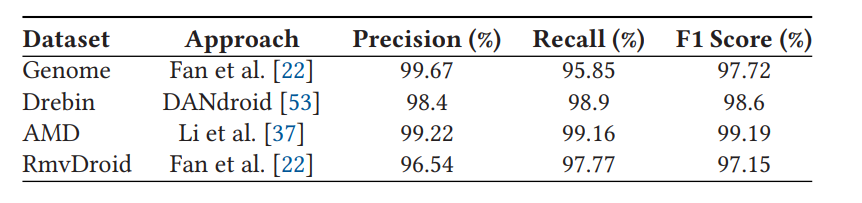 Dataset Approach Precision (%) Recall (%) F1 Score (%)
Genome Fan et al. [22] 99.67 95.85 97.72
Drebin DANdroid [53] 98.4 98.9 98.6
AMD Li et al. [37] 99.22 99.16 99.19
RmvDroid Fan et al. [22] 96.54 97.77 97.15